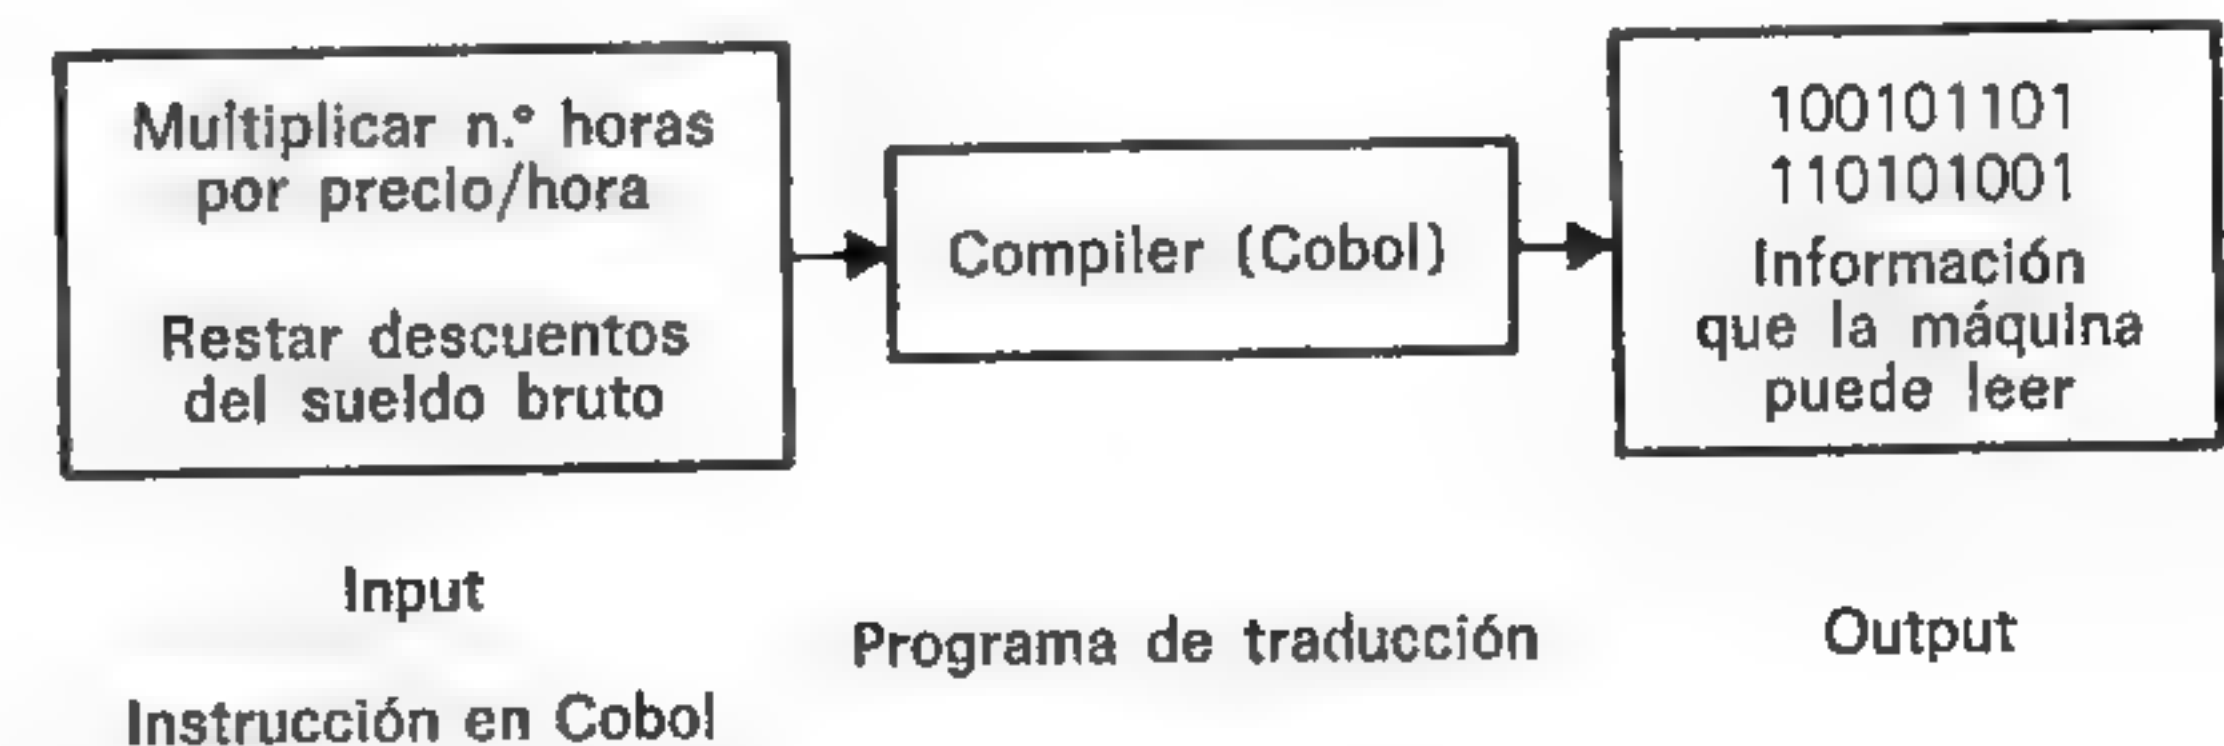 Multiplicar n.º horas
por precio/hora
Restar descuentos
del sueldo bruto
Compiler (Cobol)
100101101
110101001
Información
que la máquina
puede leer
Input
Instrucción en Cobol
Programa de traducción
Output